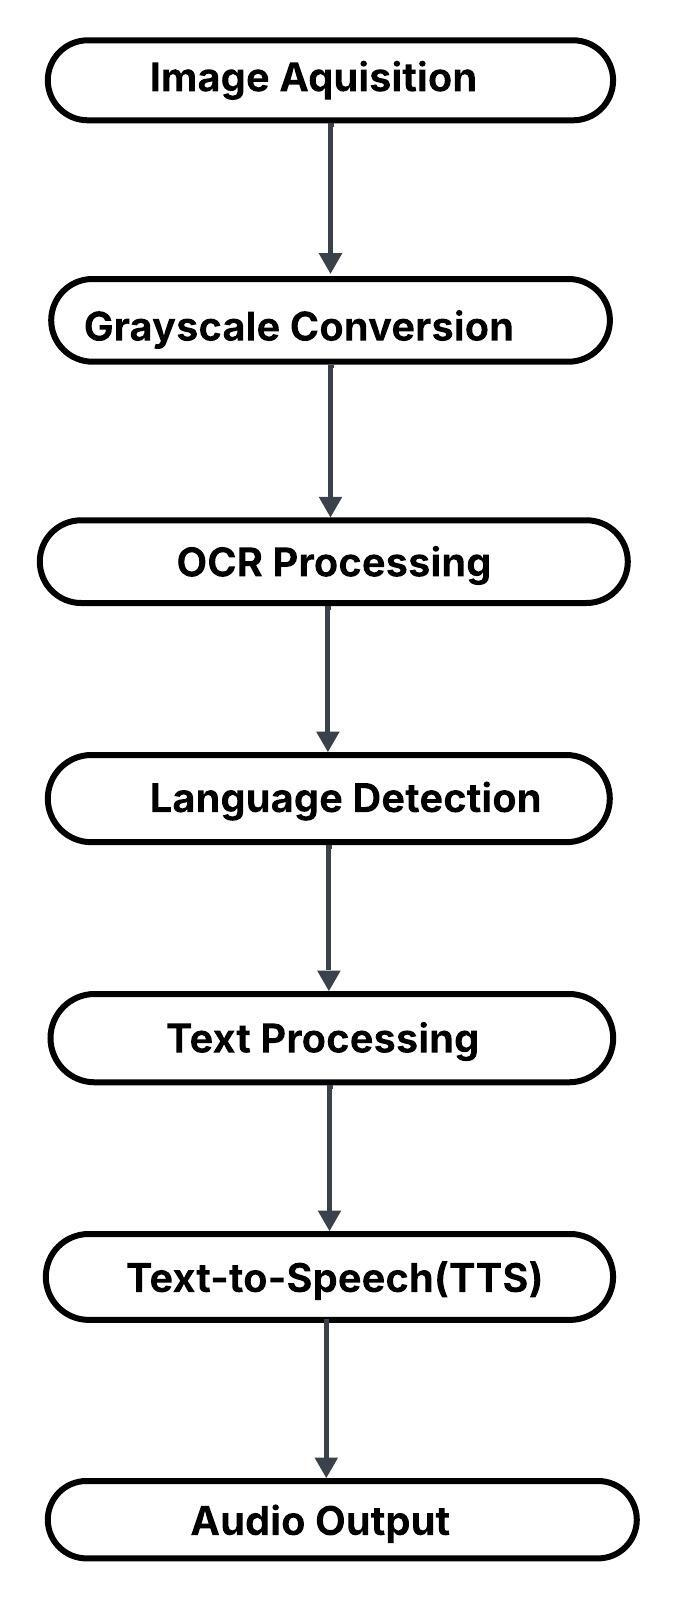 Image Aquisition
Grayscale Conversion
OCR Processing
Language Detection
Text Processing
Text-to-Speech(TTS)
Audio Output